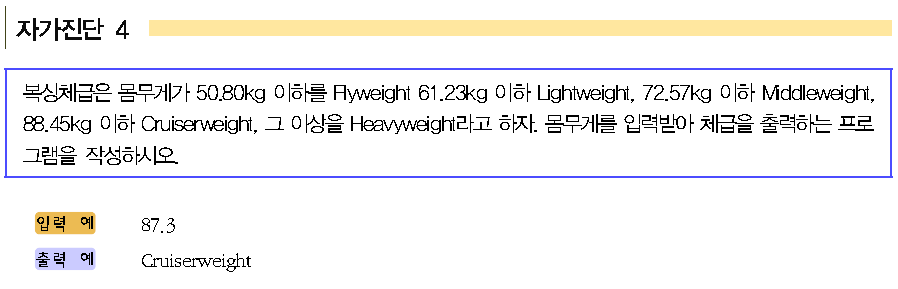 자가진단 4
복싱체급은 몸무게가 50.80kg 이하를 Flyweight 61.23kg 이하 Lightweight, 72.57kg 이하 Middleweight,
88.45kg 이하 Cruiserweight, 그 이상을 Heavyweight라고 하자. 몸무게를 입력받아 체급을 출력하는 프로
그램을 작성하시오.
입력 예 87.3
출력 예 Cruiserweight